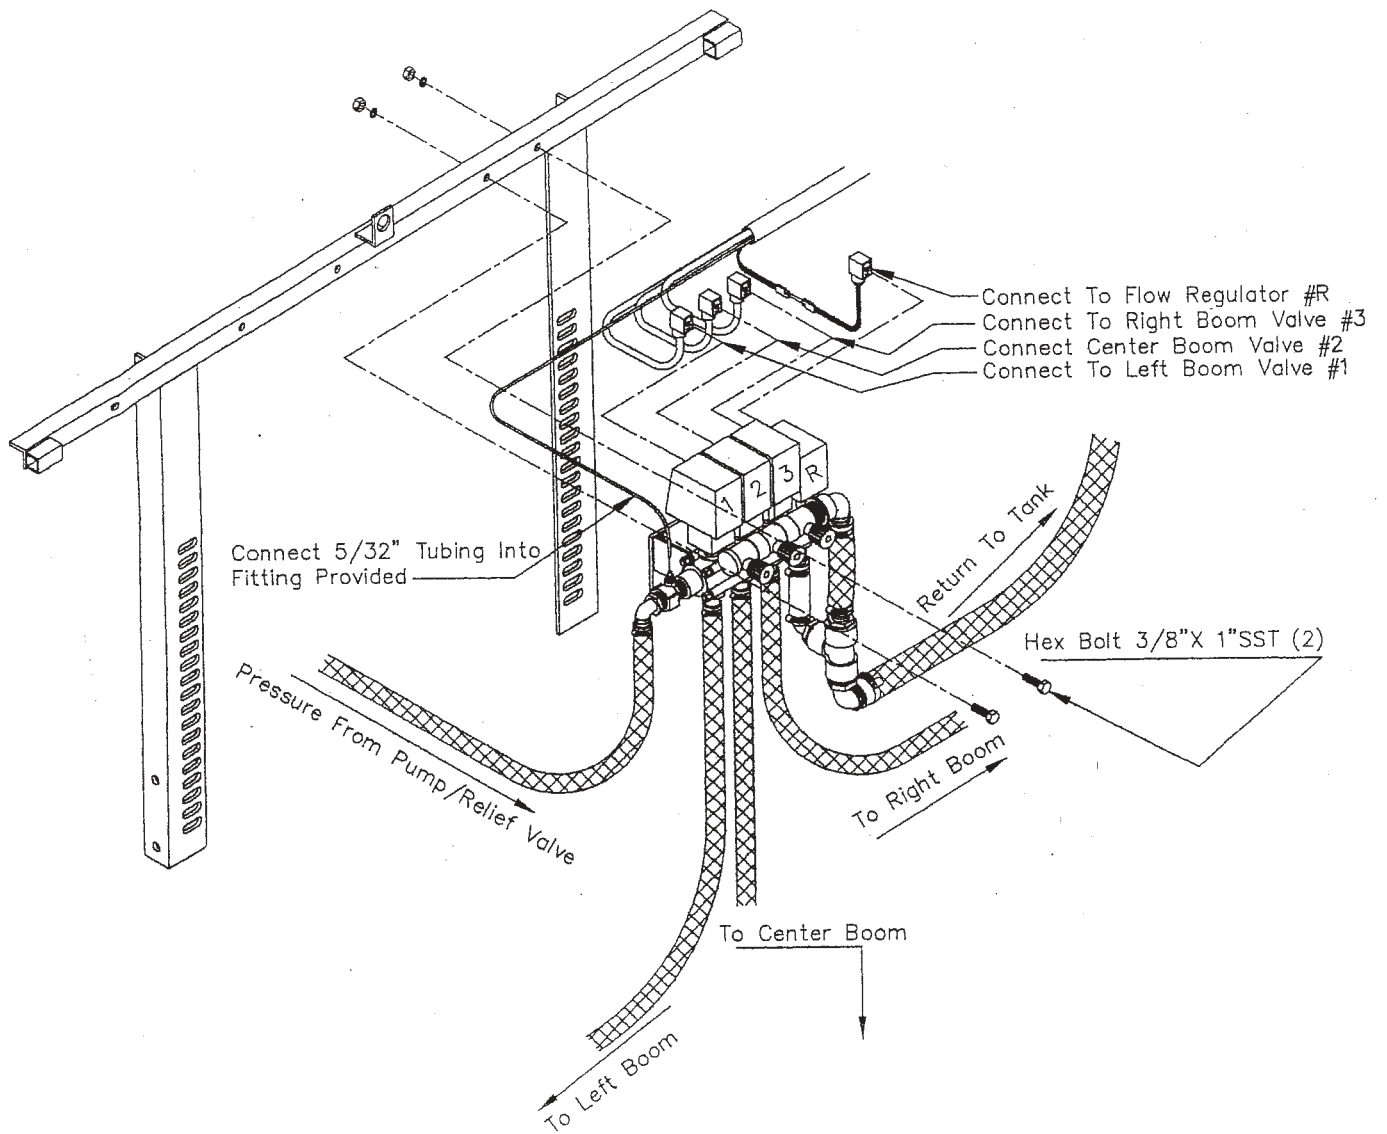 Connect To Flow Regulator #R
Connect To Right Boom Valve #3
Connect Center Boom Valve #2
Connect To Left Boom Valve #1
1
2
3
R
Connect 5/32" Tubing Into
Fitting Provided
Return To Tank
Hex Bolt 3/8"X 1"SST (2)
Pressure From Pump/Relief Valve
To Right Boom
To Center Boom
To Left Boom